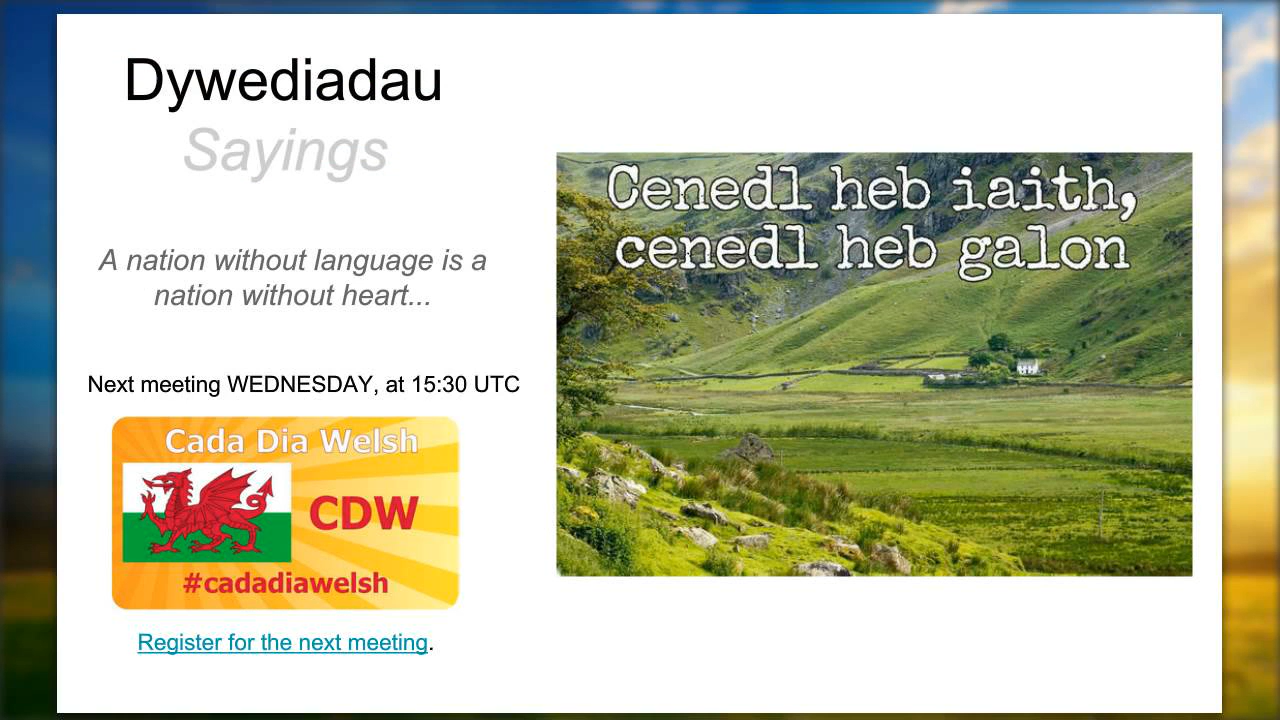 Dywediadau
Sayings
A nation without language is a
nation without heart...
Next meeting WEDNESDAY, at 15:30 UTC
Cada Dia Welsh
CDW
#cadadiawelsh
Register for the next meeting.
Cenedl heb iaith,
cenedl heb galon